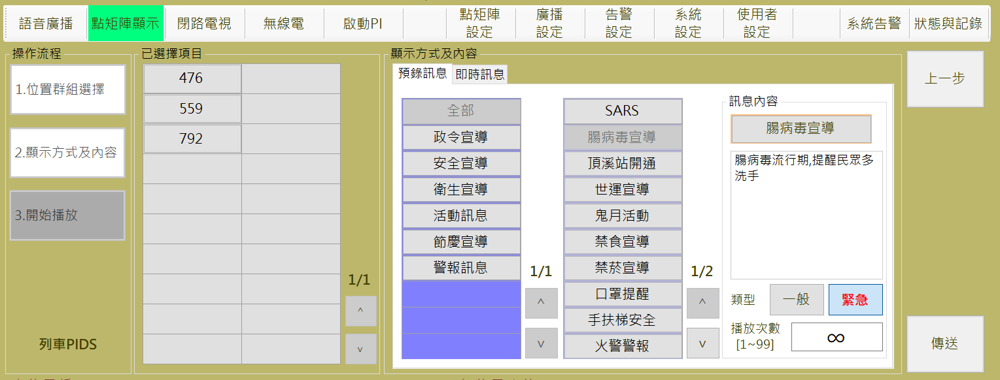 語音廣播
點矩陣顯示
閉路電視
無線電
啟動PI
點矩陣
設定
廣播
設定
告警
設定
系統
設定
使用者
設定
系統告警
狀態與記錄
操作流程
1.位置群組選擇
2.顯示方式及內容
3.開始播放
列車PIDS
已選擇項目
476
559
792
1/1
顯示方式及內容
預錄訊息
即時訊息
全部
政令宣導
安全宣導
衛生宣導
活動訊息
節慶宣導
警報訊息
1/1
SARS
腸病毒宣導
頂溪站開通
世運宣導
鬼月活動
禁食宣導
禁菸宣導
口罩提醒
手扶梯安全
火警警報
1/2
訊息內容
腸病毒宣導
腸病毒流行期,提醒民眾多
洗手
類型
一般
緊急
播放次數
[1~99]
∞
上一步
傳送